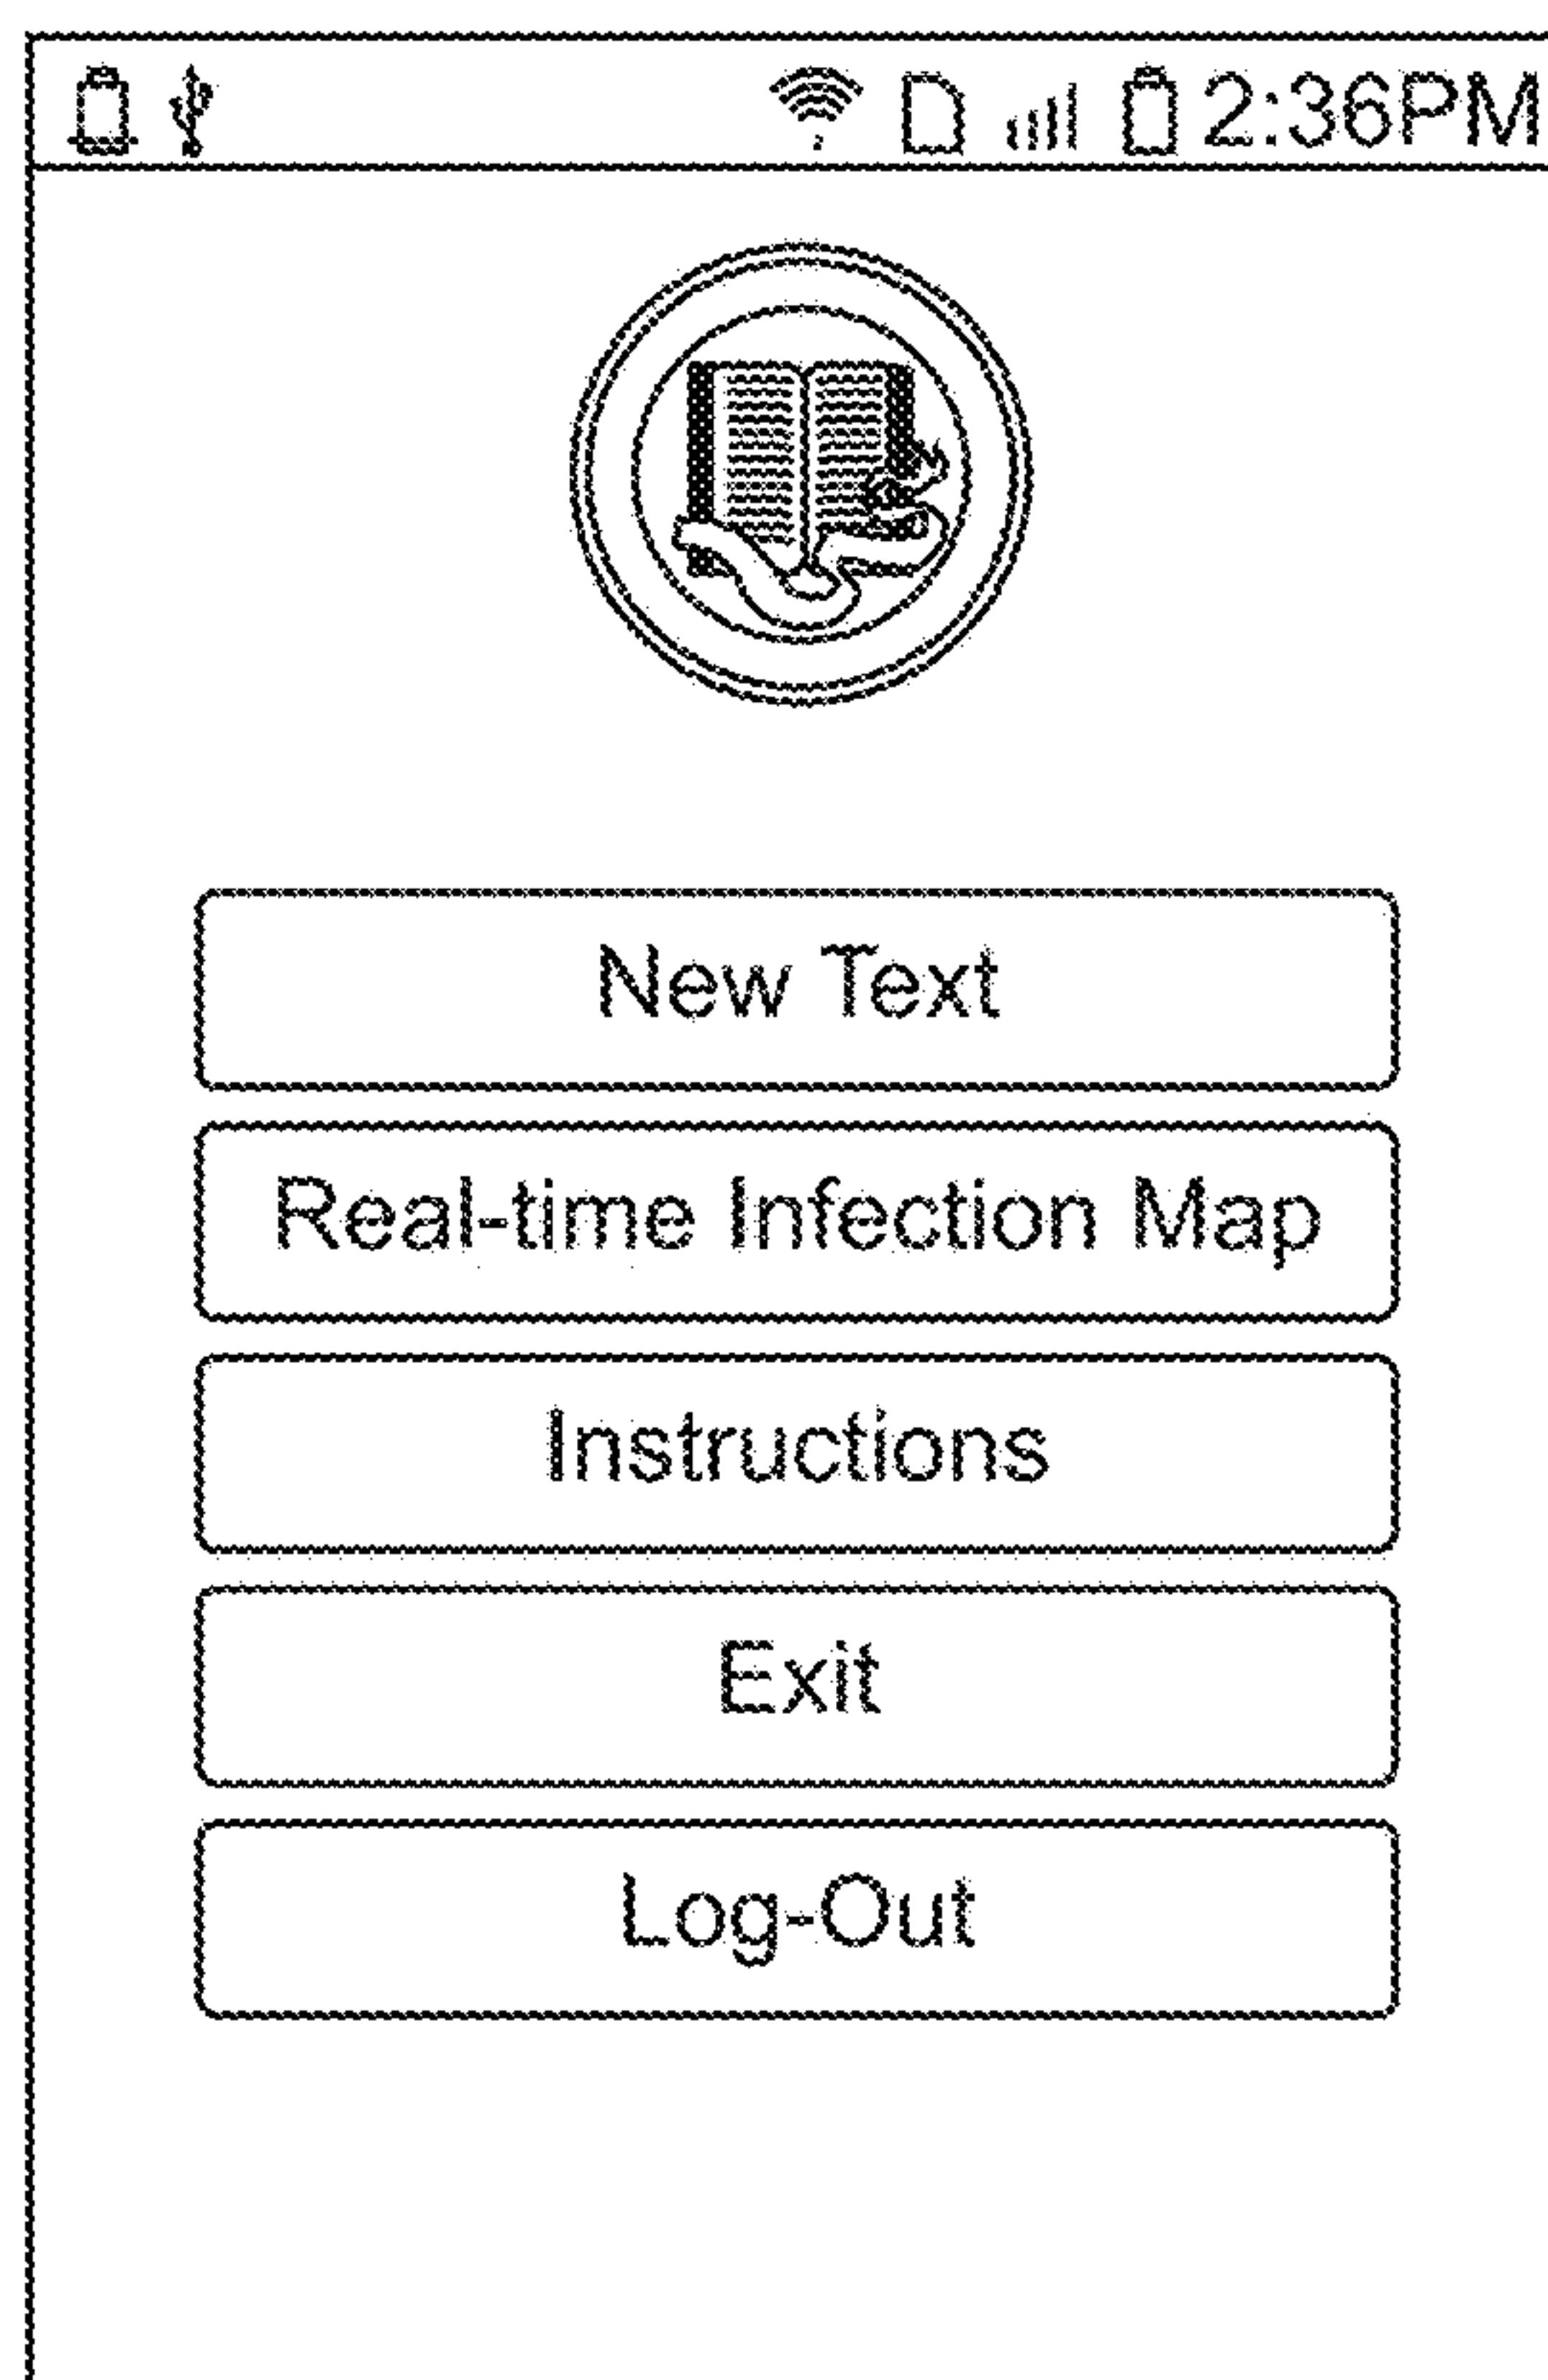 2:36PM
New Text
Real-time Infection Map
Instructions
Exit
Log-Out